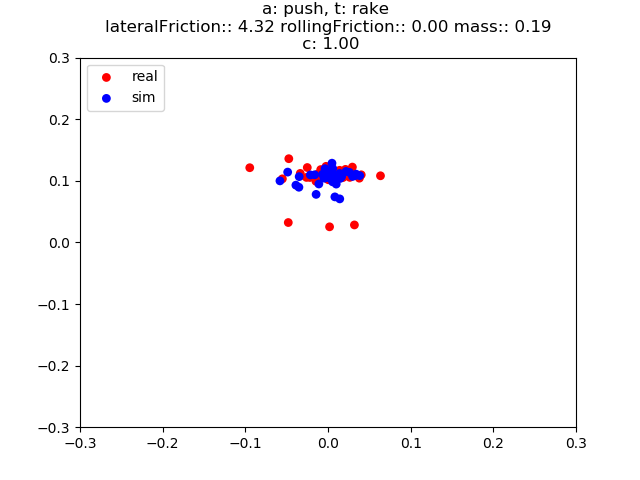 a: push, t: rake
lateralFriction:: 4.32 rollingFriction:: 0.00 mass:: 0.19
c: 1.00
real
sim
0.3
0.2
0.1
0.0
−0.1
−0.2
−0.3
−0.3
−0.2
−0.1
0.0
0.1
0.2
0.3